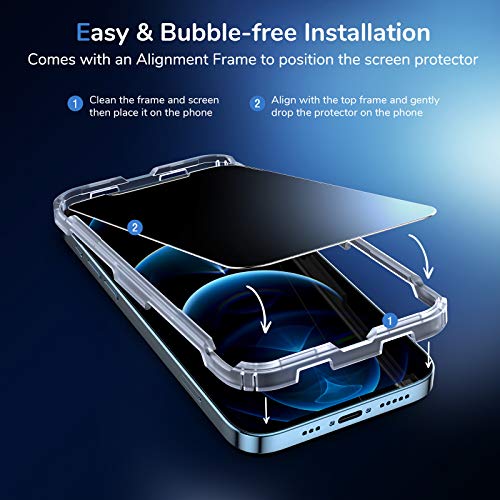 Easy & Bubble-free Installation
Comes with an Alignment Frame to position the screen protector
1 Clean the frame and screen
then place it on the phone
2 Align with the top frame and gently
drop the protector on the phone
2
1